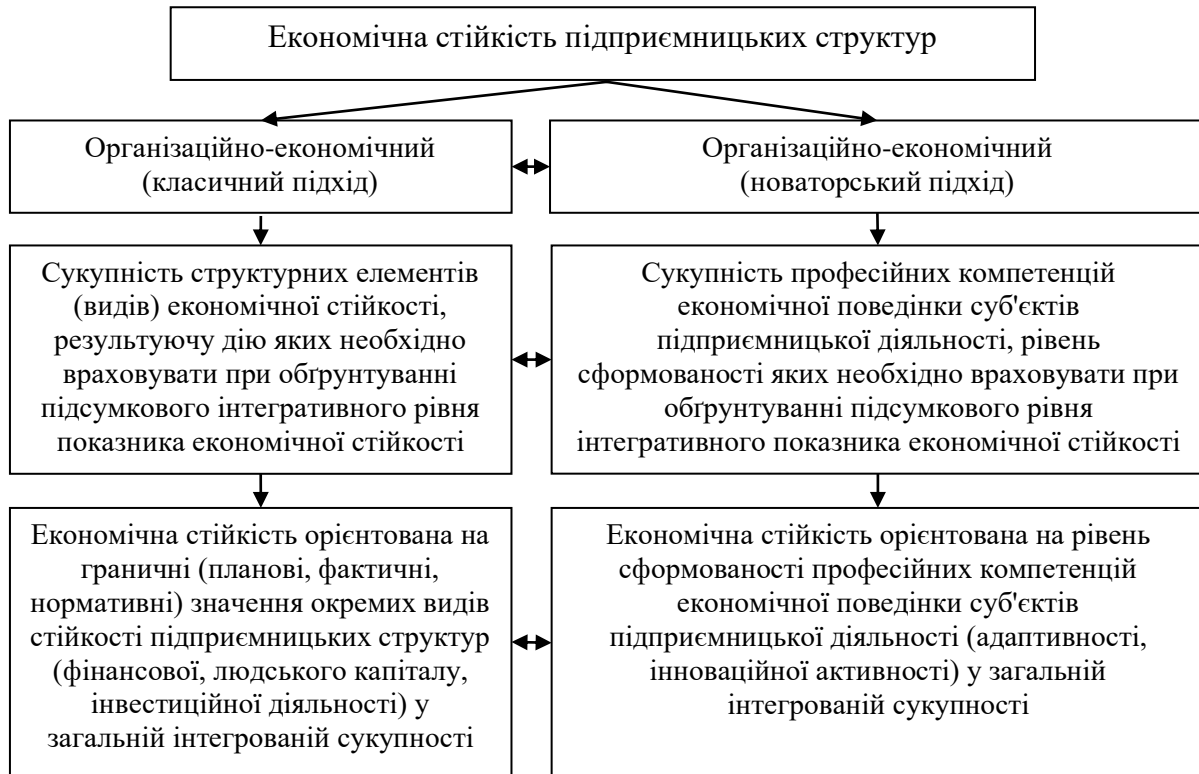 Економічна стійкість підприємницьких структур
Організаційно-економічний
(класичний підхід)
Організаційно-економічний
(новаторський підхід)
Сукупність структурних елементів
(видів) економічної стійкості,
результуючу дію яких необхідно
враховувати при обґрунтуванні
підсумкового інтегративного рівня
показника економічної стійкості
Сукупність професійних компетенцій
економічної поведінки суб'єктів
підприємницької діяльності, рівень
сформованості яких необхідно враховувати при
обґрунтуванні підсумкового рівня
інтегративного показника економічної стійкості
Економічна стійкість орієнтована на
граничні (планові, фактичні,
нормативні) значення окремих видів
стійкості підприємницьких структур
(фінансової, людського капіталу,
інвестиційної діяльності) у
загальній інтегрованій сукупності
Економічна стійкість орієнтована на рівень
сформованості професійних компетенцій
економічної поведінки суб'єктів
підприємницької діяльності (адаптивності,
інноваційної активності) у загальній
інтегрованій сукупності